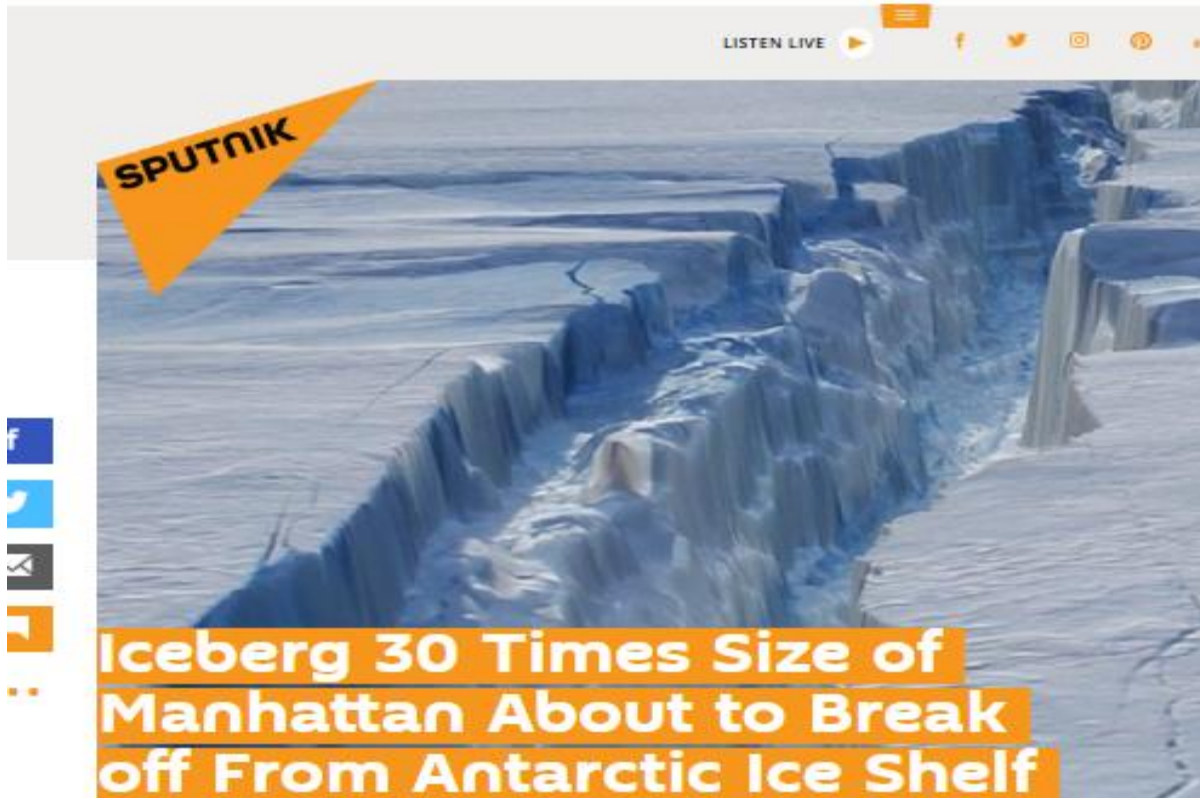 LISTEN LIVE
SPUTNIK
Iceberg 30 Times Size of
Manhattan About to Break
off From Antarctic Ice Shelf